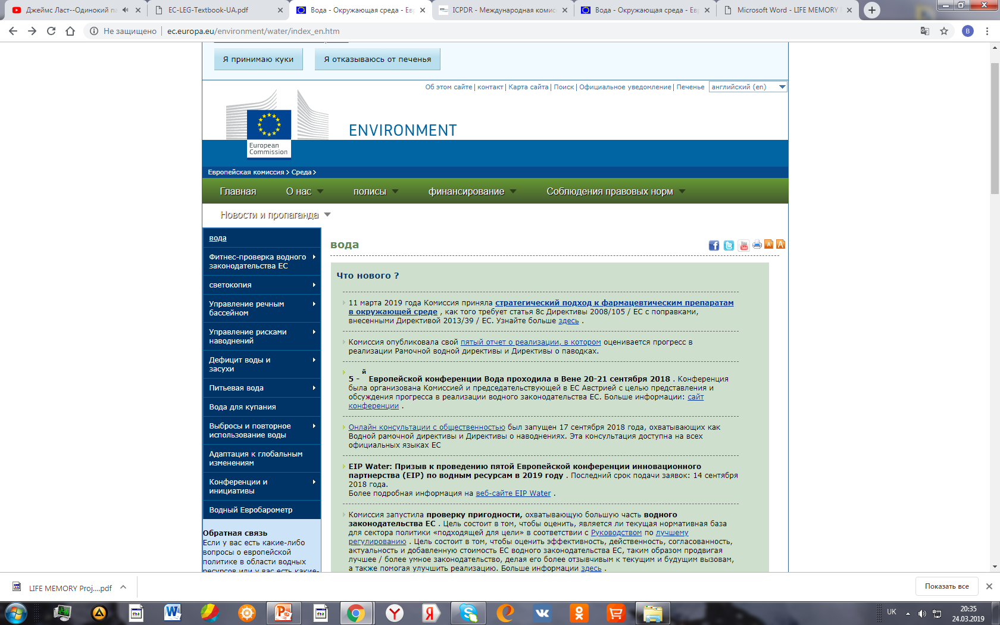 Джеймс Ласт--Одинокий па
EC-LEG-Textbook-UA.pdf
Вода - Окружающая среда - Ев
ICPDR - Международная комис
Вода - Окружающая среда - Ев
Microsoft Word - LIFE MEMORY
Не защищено
ec.europa.eu/environment/water/index_en.htm
B
Я принимаю куки
Я отказываюсь от печенья
Об этом сайте | контакт | Карта сайта | Поиск | Официальное уведомление | Печенье
английский (en)
European
Commission
ENVIRONMENT
Европейская комиссия > Среда >
Главная
О нас
полисы
финансирование
Соблюдения правовых норм
Новости и пропаганда
вода
Фитнес-проверка водного
законодательства ЕС
светокопия
Управление речным
бассейном
Управление рисками
наводнений
Дефицит воды и
засухи
Питьевая вода
Вода для купания
Выбросы и повторное
использование воды
Адаптация к глобальным
изменениям
Конференции и
инициативы
Водный Евробарометр
Обратная связь
Если у вас есть какие-либо
вопросы о европейской
политике в области водных
ресурсов или у вас есть какие-
вода
Что нового ?
11 марта 2019 года Комиссия приняла стратегический подход к фармацевтическим препаратам
в окружающей среде , как того требует статья 8c Директивы 2008/105 / ЕС с поправками,
внесенными Директивой 2013/39 / ЕС. Узнайте больше здесь .
Комиссия опубликовала свой пятый отчет о реализации, в котором оценивается прогресс в
реализации Рамочной водной директивы и Директивы о паводках.
5 - й Европейской конференции Вода проходила в Вене 20-21 сентября 2018 . Конференция
была организована Комиссией и председательствующей в ЕС Австрией с целью представления и
обсуждения прогресса в реализации водного законодательства ЕС. Больше информации: сайт
конференции .
Онлайн консультации с общественностью был запущен 17 сентября 2018 года, охватывающих как
Водной рамочной директивы и Директивы о наводнениях. Эта консультация доступна на всех
официальных языках ЕС
EIP Water: Призыв к проведению пятой Европейской конференции инновационного
партнерства (EIP) по водным ресурсам в 2019 году . Последний срок подачи заявок: 14 сентября
2018 года.
Более подробная информация на веб-сайте EIP Water .
Комиссия запустила проверку пригодности, охватывающую большую часть водного
законодательства ЕС . Цель состоит в том, чтобы оценить, является ли текущая нормативная база
для сектора политики «подходящей для цели» в соответствии с Руководством по лучшему
регулированию . Цель состоит в том, чтобы оценить эффективность, действенность, согласованность,
актуальность и добавленную стоимость ЕС водного законодательства ЕС, таким образом продвигая
лучшее / более умное законодательство, делая его более отзывчивым к текущим и будущим вызовам,
а также помогая улучшить реализацию. Больше информации здесь .
LIFE MEMORY Proj....pdf
Показать все
UK
20:35
24.03.2019